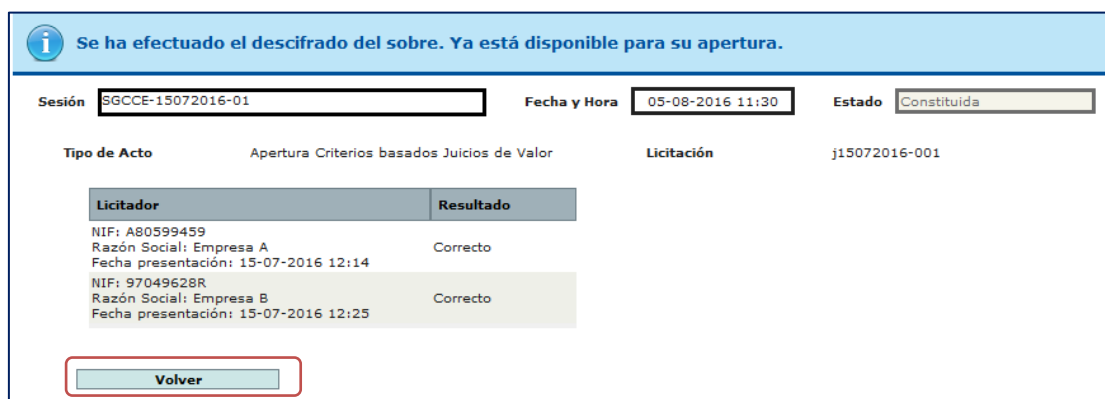 Se ha efectuado el descifrado del sobre. Ya está disponible para su apertura.
Sesión SGCCE-15072016-01 Fecha y Hora 05-08-2016 11:30 Estado Constituida
Tipo de Acto Apertura Criterios basados Juicios de Valor Licitación j15072016-001
Licitador Resultado
NIF: A80599459
Razón Social: Empresa A Correcto
Fecha presentación: 15-07-2016 12:14
NIF: 97049628R
Razón Social: Empresa B Correcto
Fecha presentación: 15-07-2016 12:25
Volver